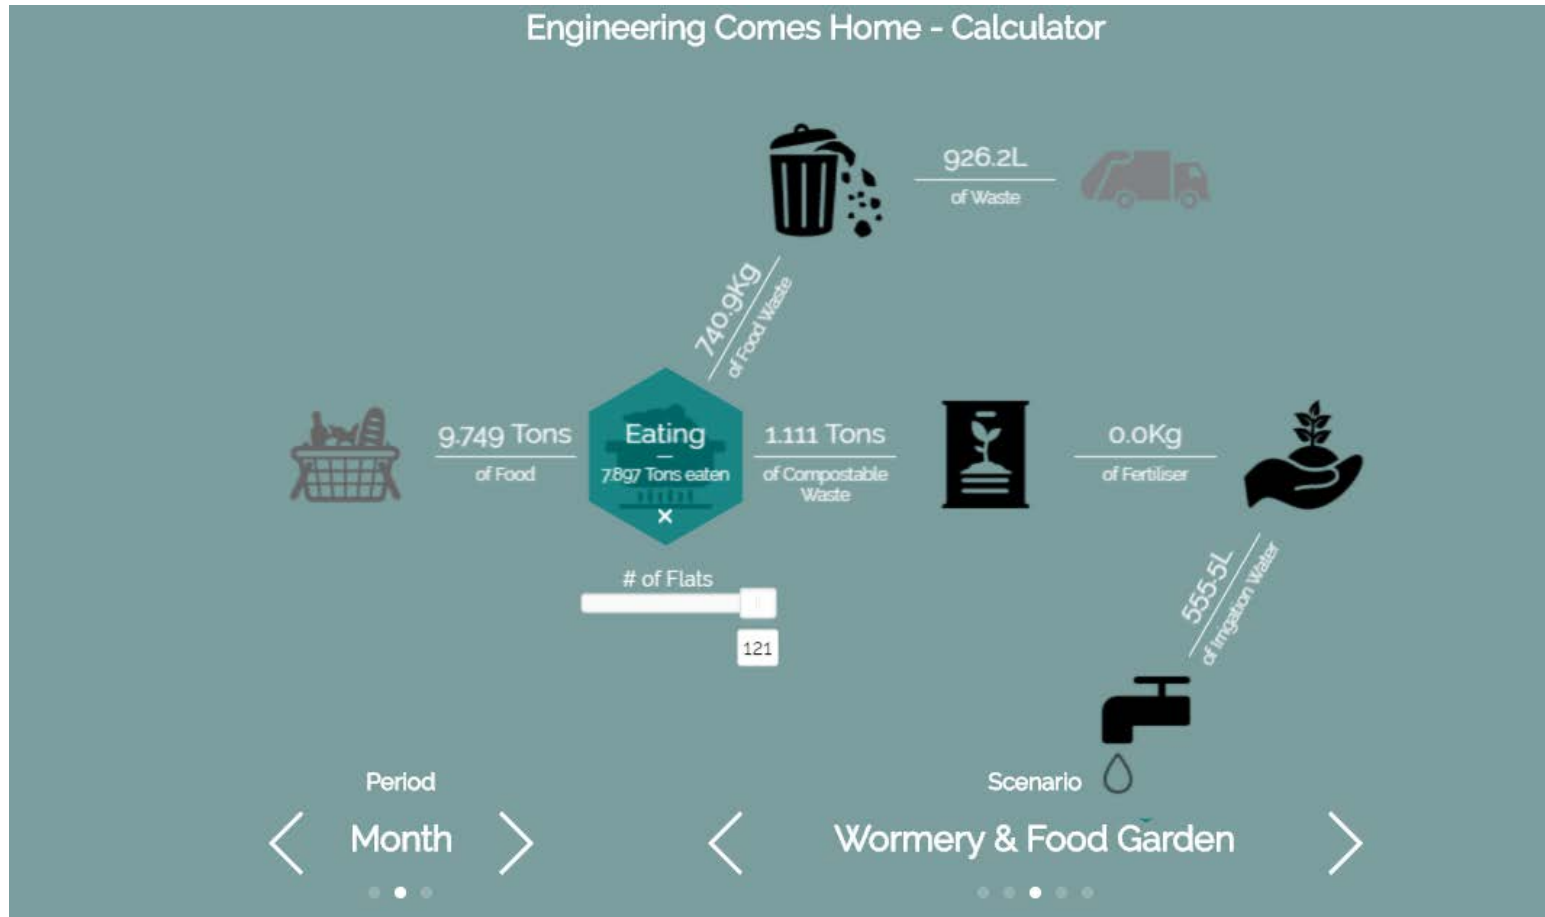 Engineering Comes Home - Calculator
926.2L
of Waste
740.9Kg
of Food Waste
9.749 Tons
of Food
Eating
7.897 Tons eaten
×
1.111 Tons
of Compostable
Waste
0.0Kg
of Fertiliser
# of Flats
121
555.5L
of Irrigation Water
Period
Month
Scenario
Wormery & Food Garden